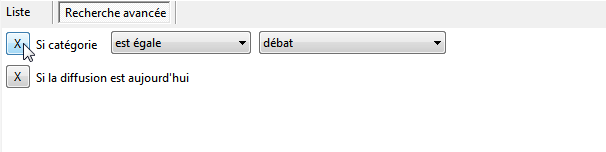 Liste Recherche avancée
X Si catégorie est égale débat
X Si la diffusion est aujourd'hui